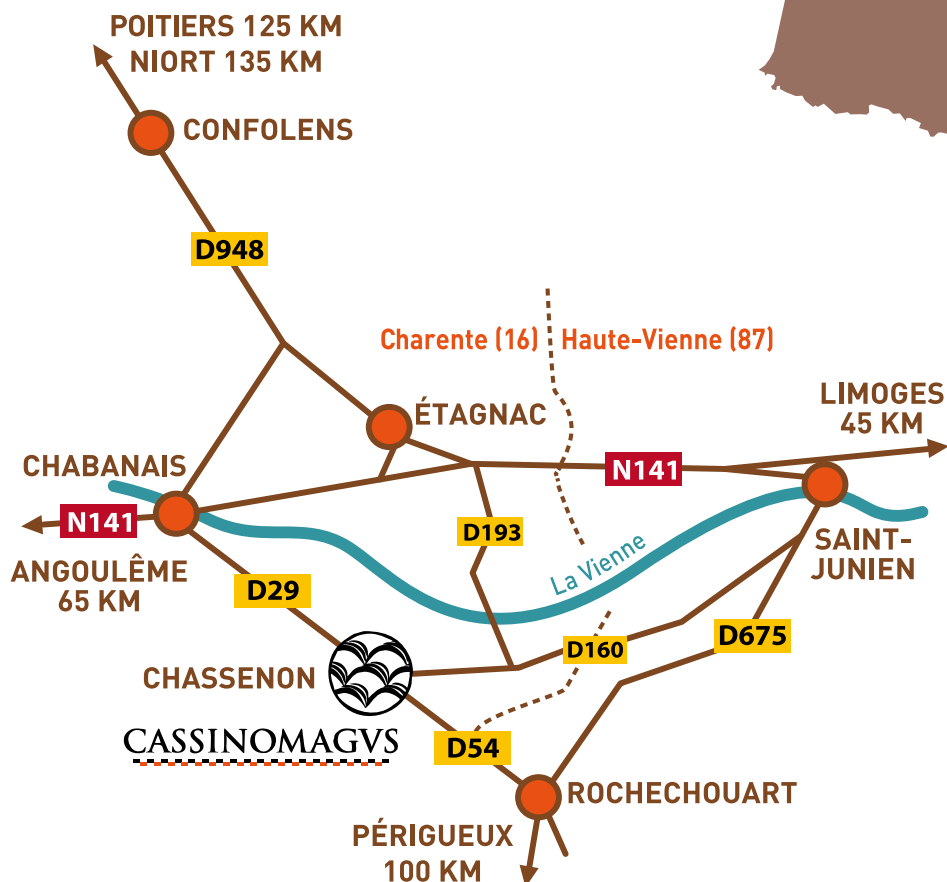 POITIERS 125 KM
NIORT 135 KM
CONFOLENS
D948
Charente (16) Haute-Vienne (87)
LIMOGES
45 KM
ÉTAGNAC
CHABANAIS
N141
N141
D193
SAINT-
JUNIEN
La Vienne
ANGOULÊME
65 KM
D29
D160
D675
CHASSENON
CASSINOMAGVS
D54
ROCHECHOUART
PÉRIGUEUX
100 KM